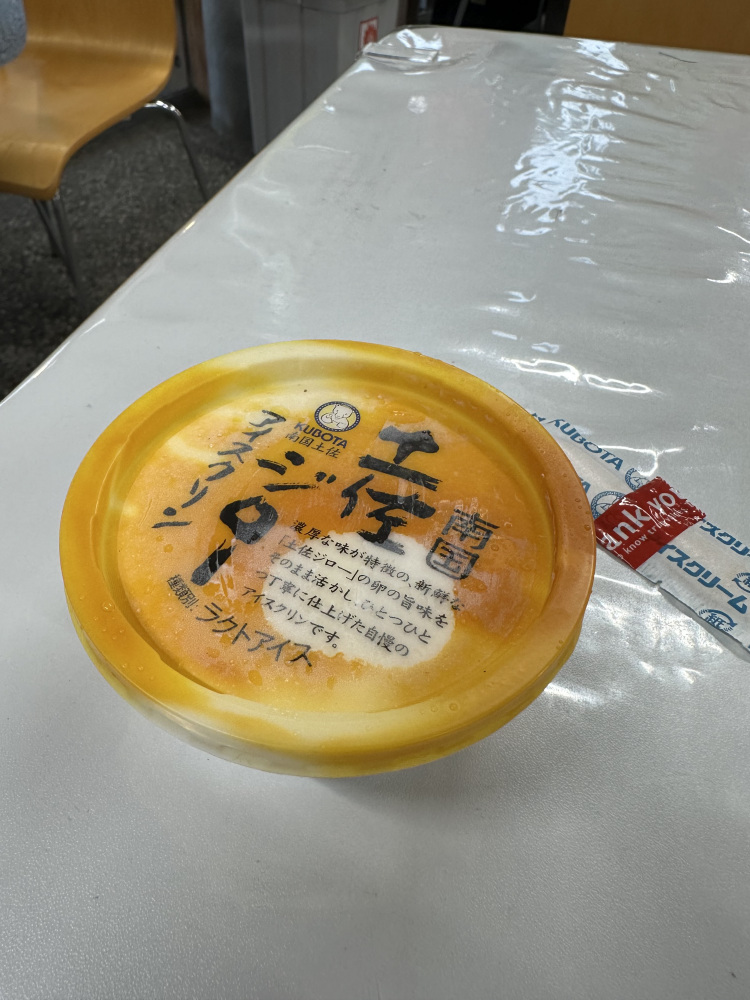 KUBOTA
南国土佐
南国
土佐
ジロー
アイスクリン
濃厚な味が特徴の、新鮮な
「土佐ジロー」の卵の旨味を
そのまま活かし、ひとつひと
つ丁寧に仕上げた自慢の
アイスクリンです。
種類別:ラクトアイス
KUBOTA
ank you
know
アイスクリーム